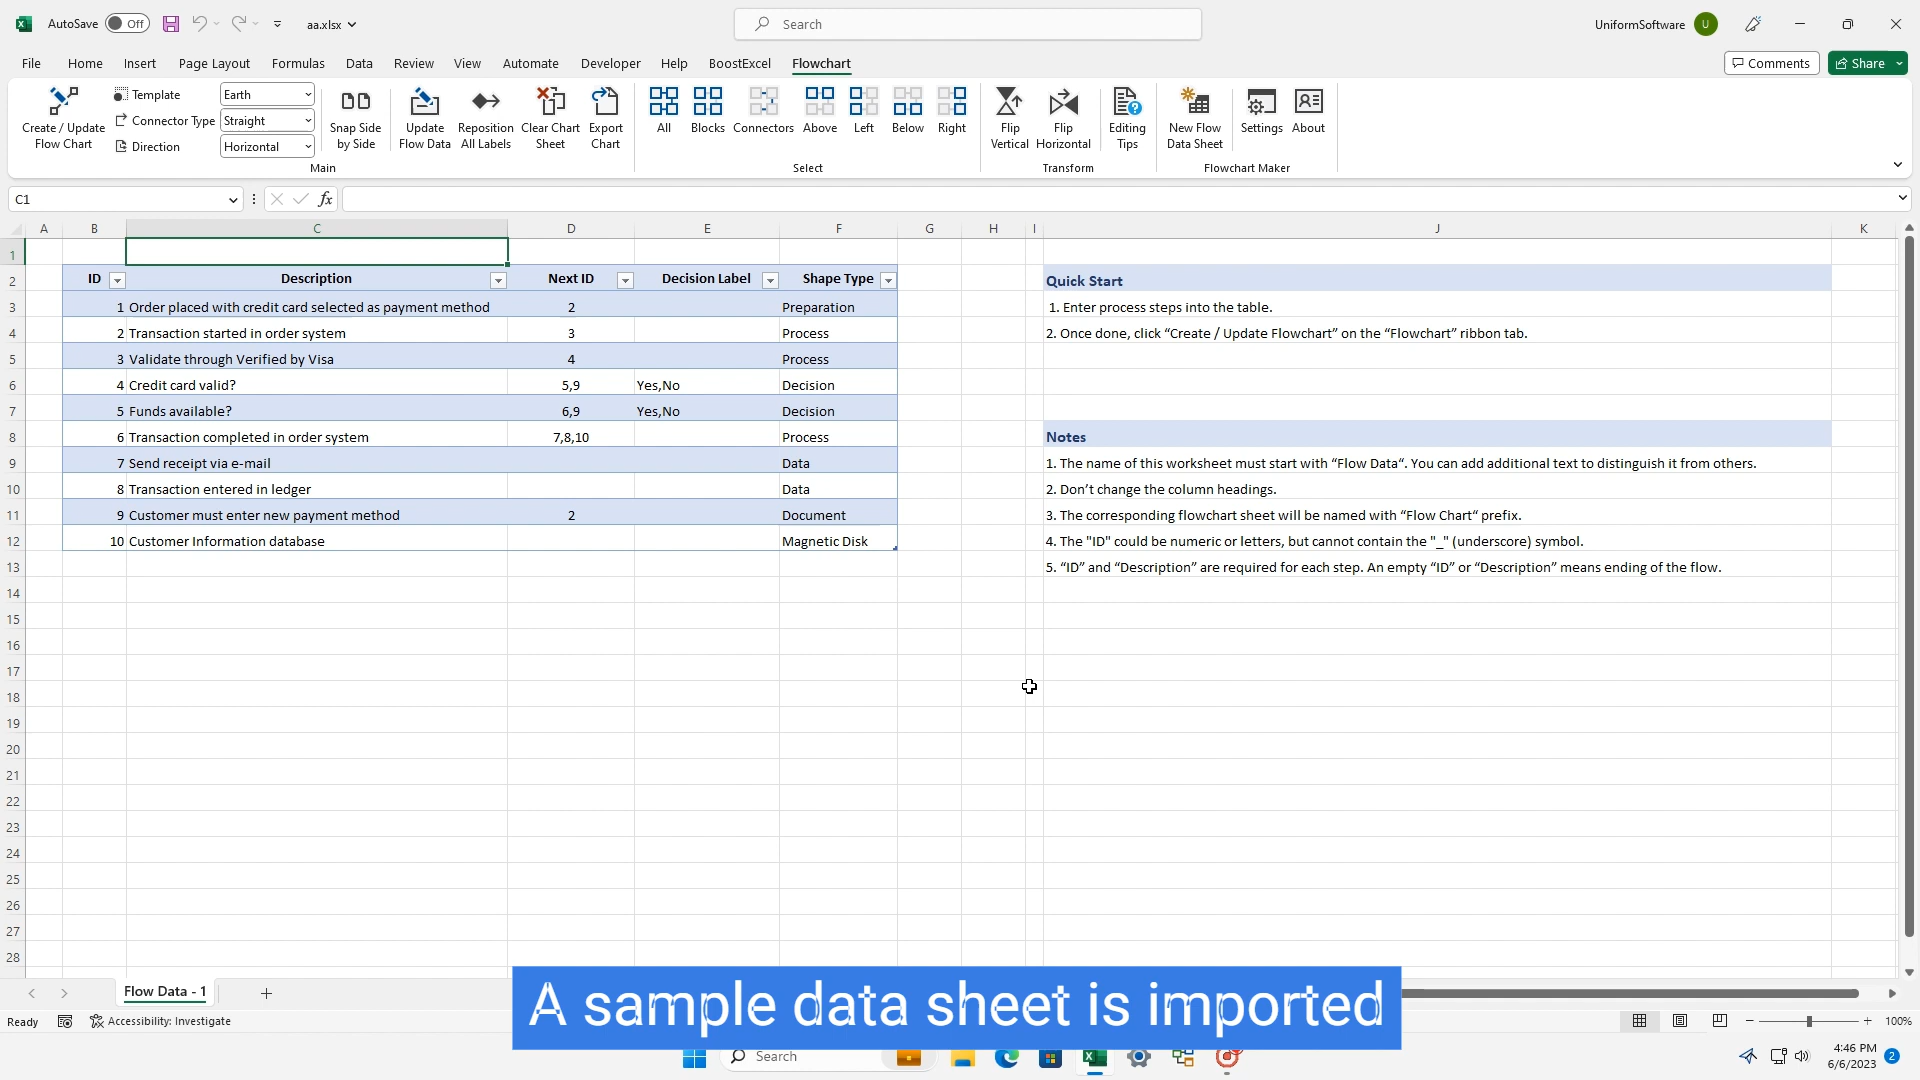 AutoSave Off aa.xlsx Search UniformSoftware U
File Home Insert Page Layout Formulas Data Review View Automate Developer Help BoostExcel Flowchart Comments Share
Create / Update Flow Chart
Template Earth
Connector Type Straight
Direction Horizontal
Snap Side by Side
Update Flow Data
Reposition All Labels
Clear Chart Sheet
Export Chart
All Blocks Connectors Above Left Below Right
Flip Vertical
Flip Horizontal
Editing Tips
New Flow Data Sheet
Settings About
Main Select Transform Flowchart Maker
C1 fx
A B C D E F G H I J K
1
2 ID Description Next ID Decision Label Shape Type Quick Start
3 1 Order placed with credit card selected as payment method 2 Preparation 1. Enter process steps into the table.
4 2 Transaction started in order system 3 Process 2. Once done, click “Create / Update Flowchart” on the “Flowchart” ribbon tab.
5 3 Validate through Verified by Visa 4 Process
6 4 Credit card valid? 5,9 Yes,No Decision
7 5 Funds available? 6,9 Yes,No Decision
8 6 Transaction completed in order system 7,8,10 Process Notes
9 7 Send receipt via e-mail Data 1. The name of this worksheet must start with “Flow Data“. You can add additional text to distinguish it from others.
10 8 Transaction entered in ledger Data 2. Don’t change the column headings.
11 9 Customer must enter new payment method 2 Document 3. The corresponding flowchart sheet will be named with “Flow Chart“ prefix.
12 10 Customer Information database Magnetic Disk 4. The "ID" could be numeric or letters, but cannot contain the "_" (underscore) symbol.
13 5. “ID” and “Description” are required for each step. An empty “ID” or “Description” means ending of the flow.
14
15
16
17
18
19
20
21
22
23
24
25
26
27
28
Flow Data - 1
A sample data sheet is imported
Ready Accessibility: Investigate 100%
Search 4:46 PM
6/6/2023 2